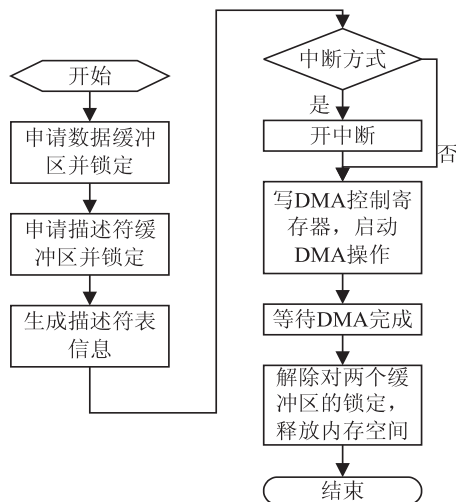 开始
申请数据缓冲
区并锁定
申请描述符缓
冲区并锁定
生成描述符表
信息
中断方式
是
开中断
否
写DMA控制寄
存器，启动
DMA操作
等待DMA完成
解除对两个缓
冲区的锁定，
释放内存空间
结束